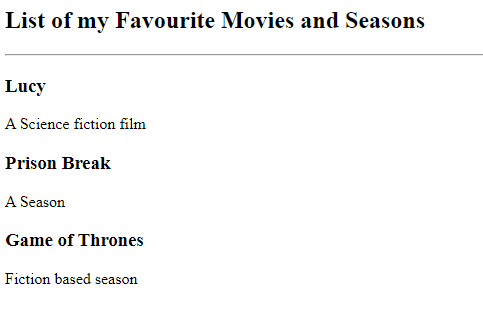 List of my Favourite Movies and Seasons
Lucy
A Science fiction film
Prison Break
A Season
Game of Thrones
Fiction based season